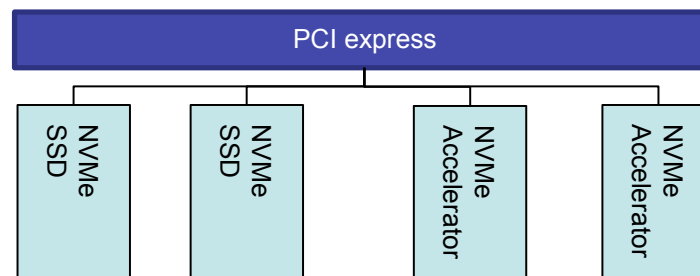 PCI express
NVMe
SSD
NVMe
SSD
NVMe
Accelerator
NVMe
Accelerator